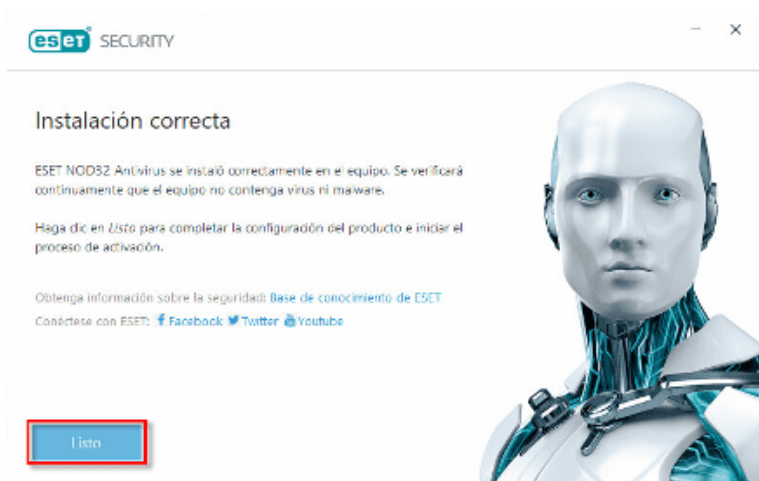 eseT SECURITY
Instalación correcta
ESET NOD32 Antivirus se instaló correctamente en el equipo. Se verificará
continuamente que el equipo no contenga virus ni malware.
Haga clic en Listo para completar la configuración del producto e iniciar el
proceso de activación.
Obtenga información sobre la seguridad: Base de conocimiento de ESET
Conéctese con ESET: Facebook Twitter Youtube
Listo